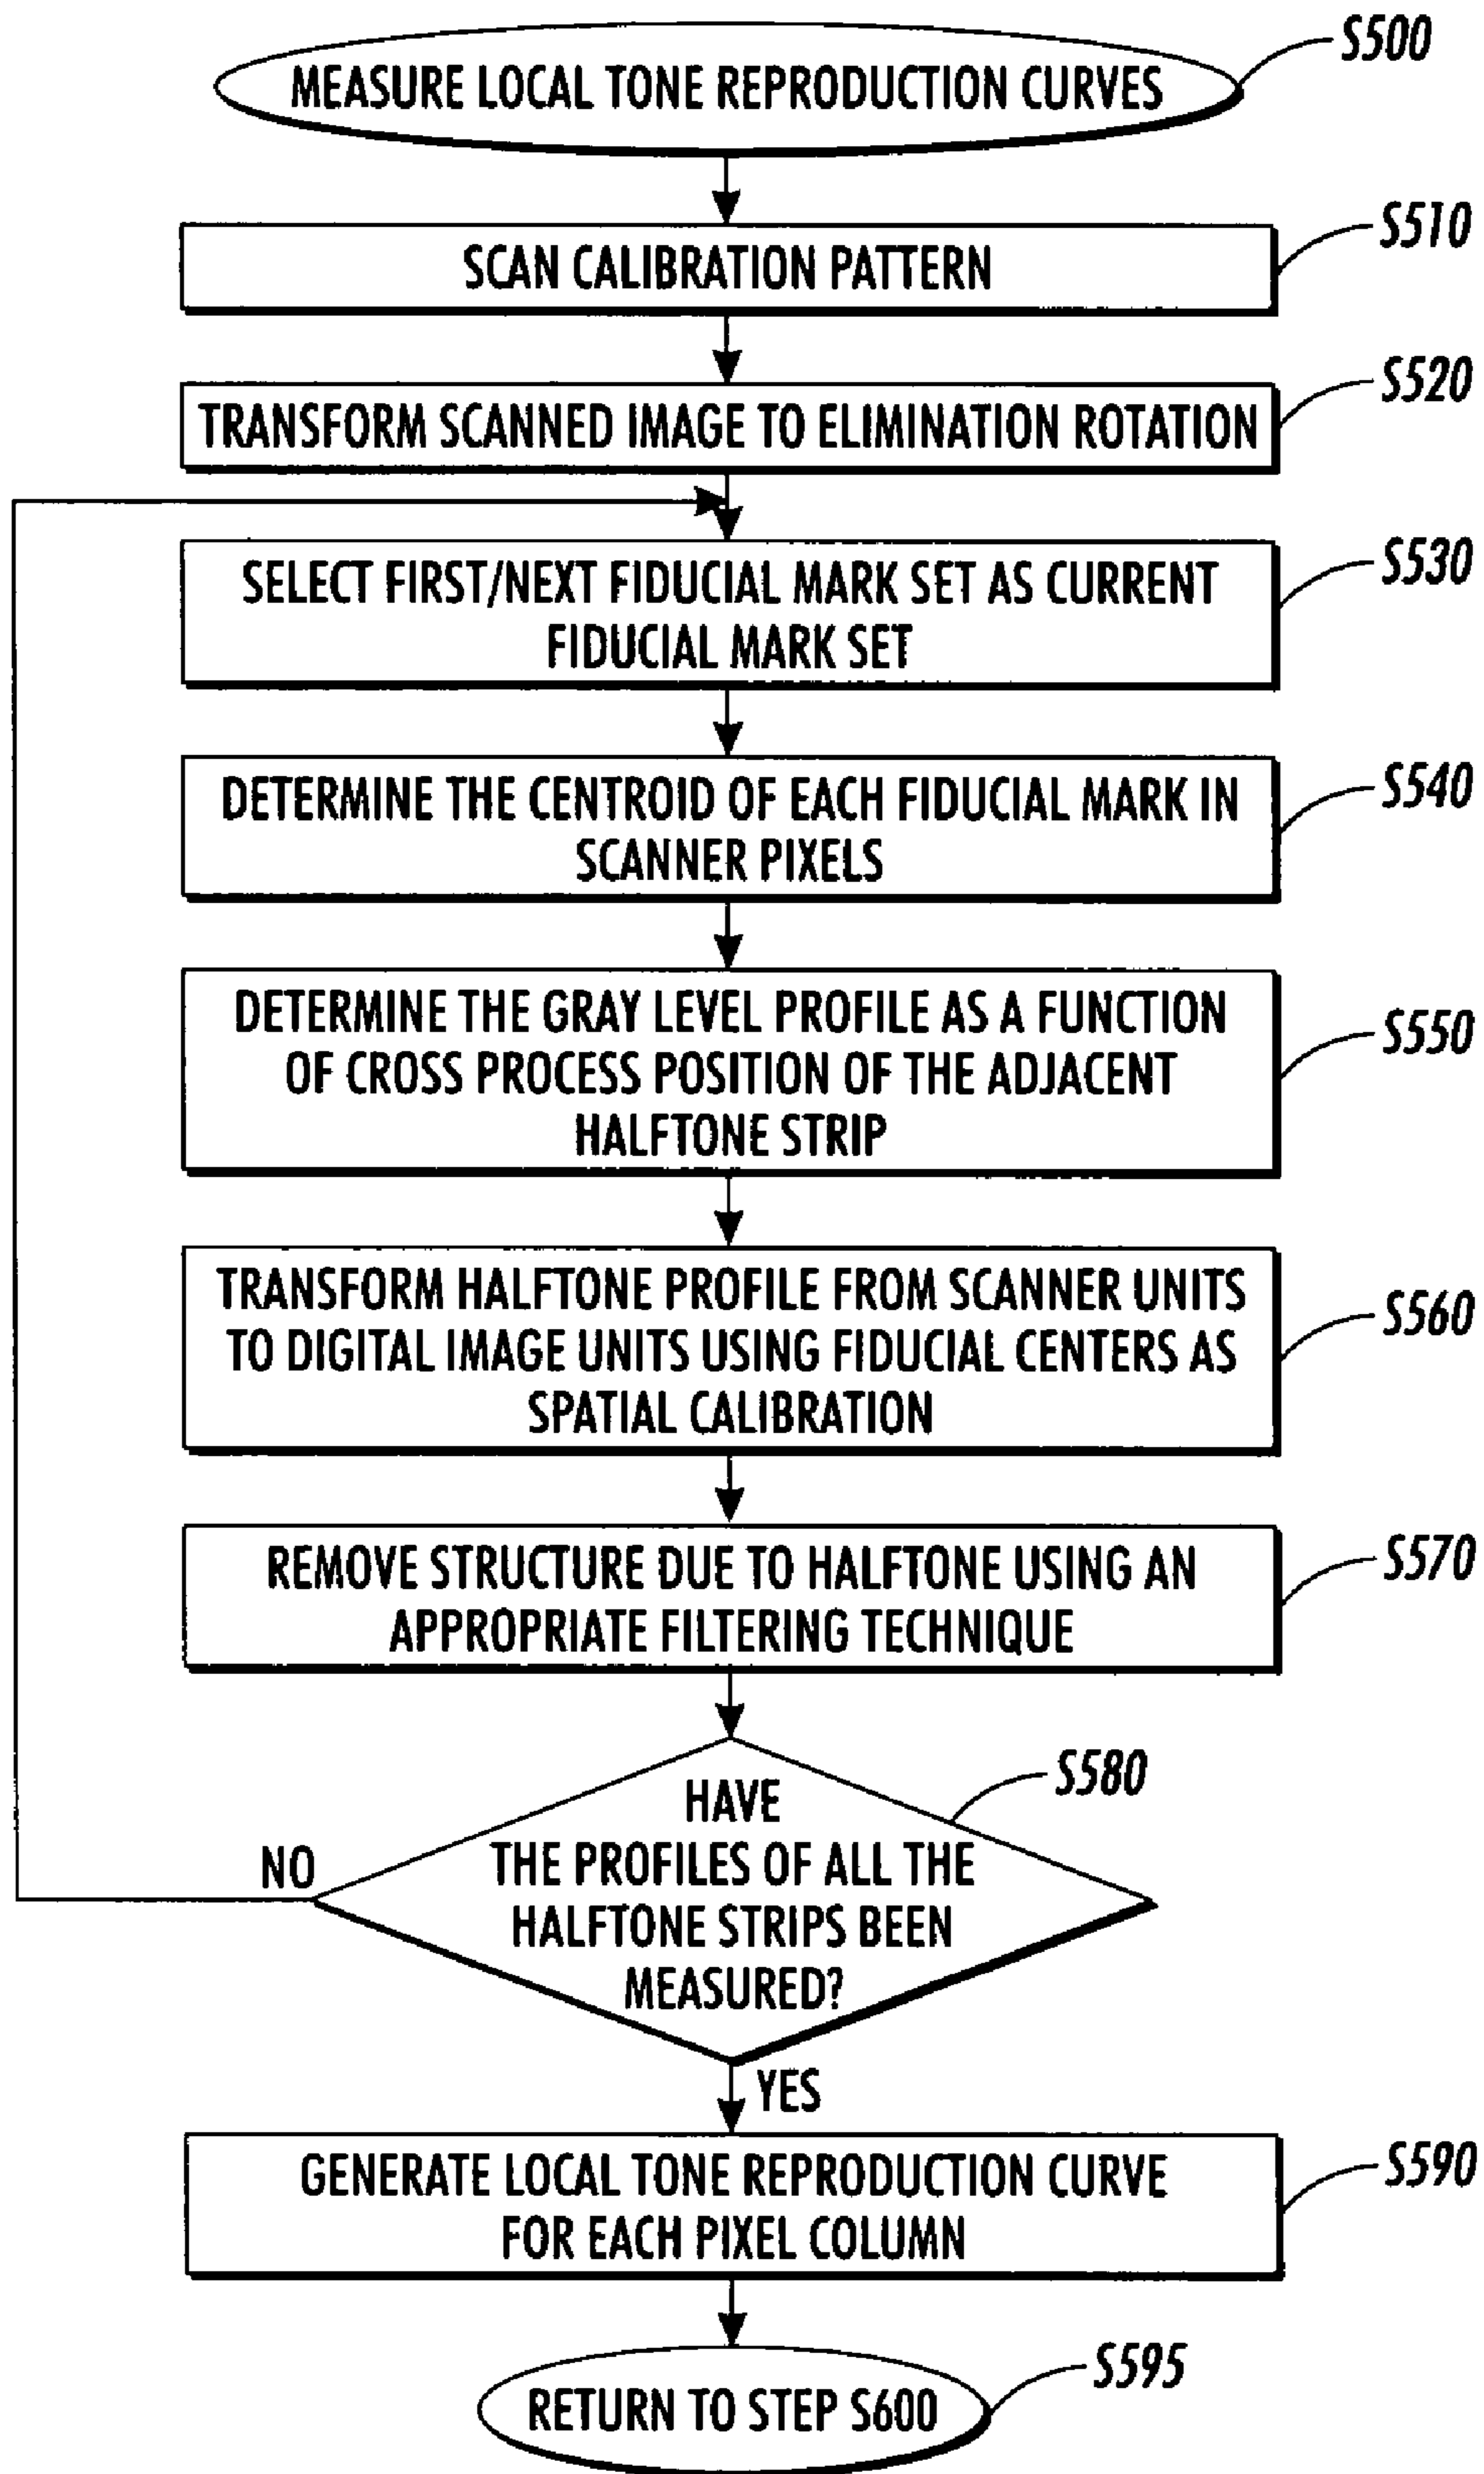 S500
MEASURE LOCAL TONE REPRODUCTION CURVES
S510
SCAN CALIBRATION PATTERN
S520
TRANSFORM SCANNED IMAGE TO ELIMINATION ROTATION
S530
SELECT FIRST/NEXT FIDUCIAL MARK SET AS CURRENT
FIDUCIAL MARK SET
S540
DETERMINE THE CENTROID OF EACH FIDUCIAL MARK IN
SCANNER PIXELS
S550
DETERMINE THE GRAY LEVEL PROFILE AS A FUNCTION
OF CROSS PROCESS POSITION OF THE ADJACENT
HALFTONE STRIP
S560
TRANSFORM HALFTONE PROFILE FROM SCANNER UNITS
TO DIGITAL IMAGE UNITS USING FIDUCIAL CENTERS AS
SPATIAL CALIBRATION
S570
REMOVE STRUCTURE DUE TO HALFTONE USING AN
APPROPRIATE FILTERING TECHNIQUE
S580
HAVE
THE PROFILES OF ALL THE
HALFTONE STRIPS BEEN
MEASURED?
NO
YES
S590
GENERATE LOCAL TONE REPRODUCTION CURVE
FOR EACH PIXEL COLUMN
S595
RETURN TO STEP S600